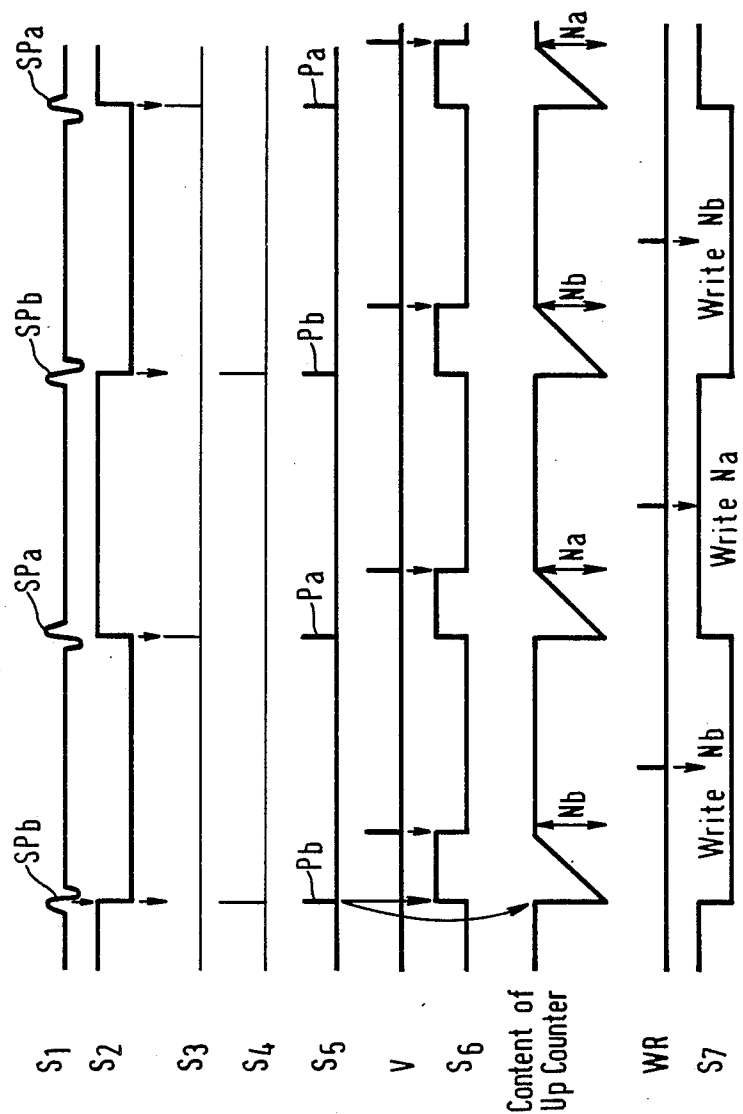 S1
SPb
SPa
SPb
SPa
S2
S3
S4
S5
Pb
Pa
Pb
Pa
V
S6
Content of
Up Counter
Nb
Na
Nb
Na
WR
S7
Write Nb
Write Na
Write Nb